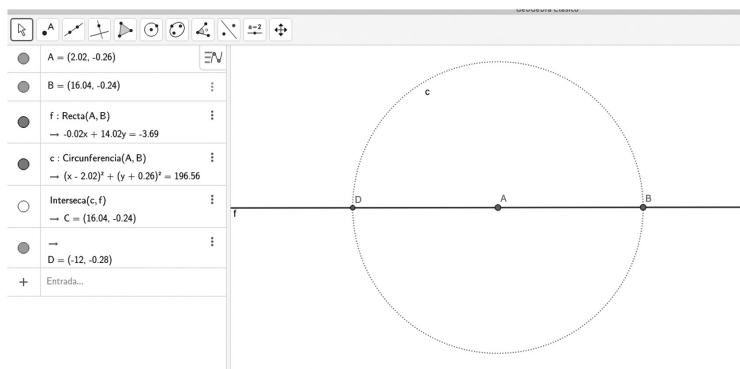 GeoGebra Clásico
A
a=2
A = (2.02, -0.26)
B = (16.04, -0.24)
f : Recta(A, B)
→ -0.02x + 14.02y = -3.69
c : Circunferencia(A, B)
→ (x - 2.02)² + (y + 0.26)² = 196.56
Interseca(c, f)
→ C = (16.04, -0.24)
→
D = (-12, -0.28)
+ Entrada...
c
D
A
B
f